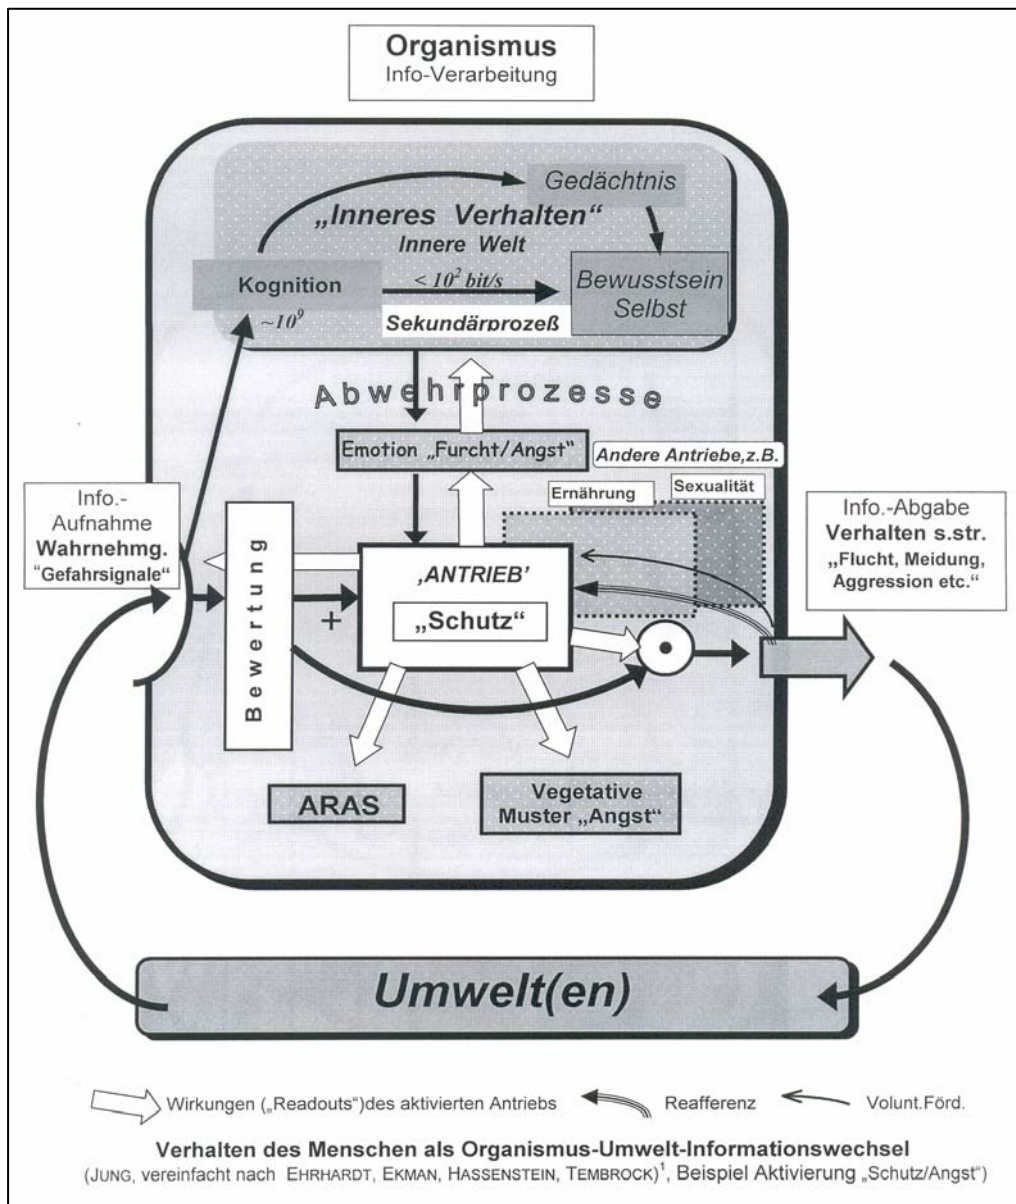 Organismus
Info-Verarbeitung
Gedächtnis
„Inneres Verhalten“
Innere Welt
Kognition
< 10² bit/s
Bewusstsein
Selbst
~10⁹
Sekundärprozeß
Abwehrprozesse
Emotion „Furcht/Angst“
Andere Antriebe,z.B.
Ernährung
Sexualität
Info.-
Aufnahme
Wahrnehmg.
“Gefahrsignale“
Bewertung
+
‚ANTRIEB’
„Schutz“
Info.-Abgabe
Verhalten s.str.
„Flucht, Meidung,
Aggression etc.“
ARAS
Vegetative
Muster „Angst“
Umwelt(en)
Wirkungen („Readouts“)des aktivierten Antriebs
Reafferenz
Volunt.Förd.
Verhalten des Menschen als Organismus-Umwelt-Informationswechsel
(JUNG, vereinfacht nach EHRHARDT, EKMAN, HASSENSTEIN, TEMBROCK)¹, Beispiel Aktivierung „Schutz/Angst“)